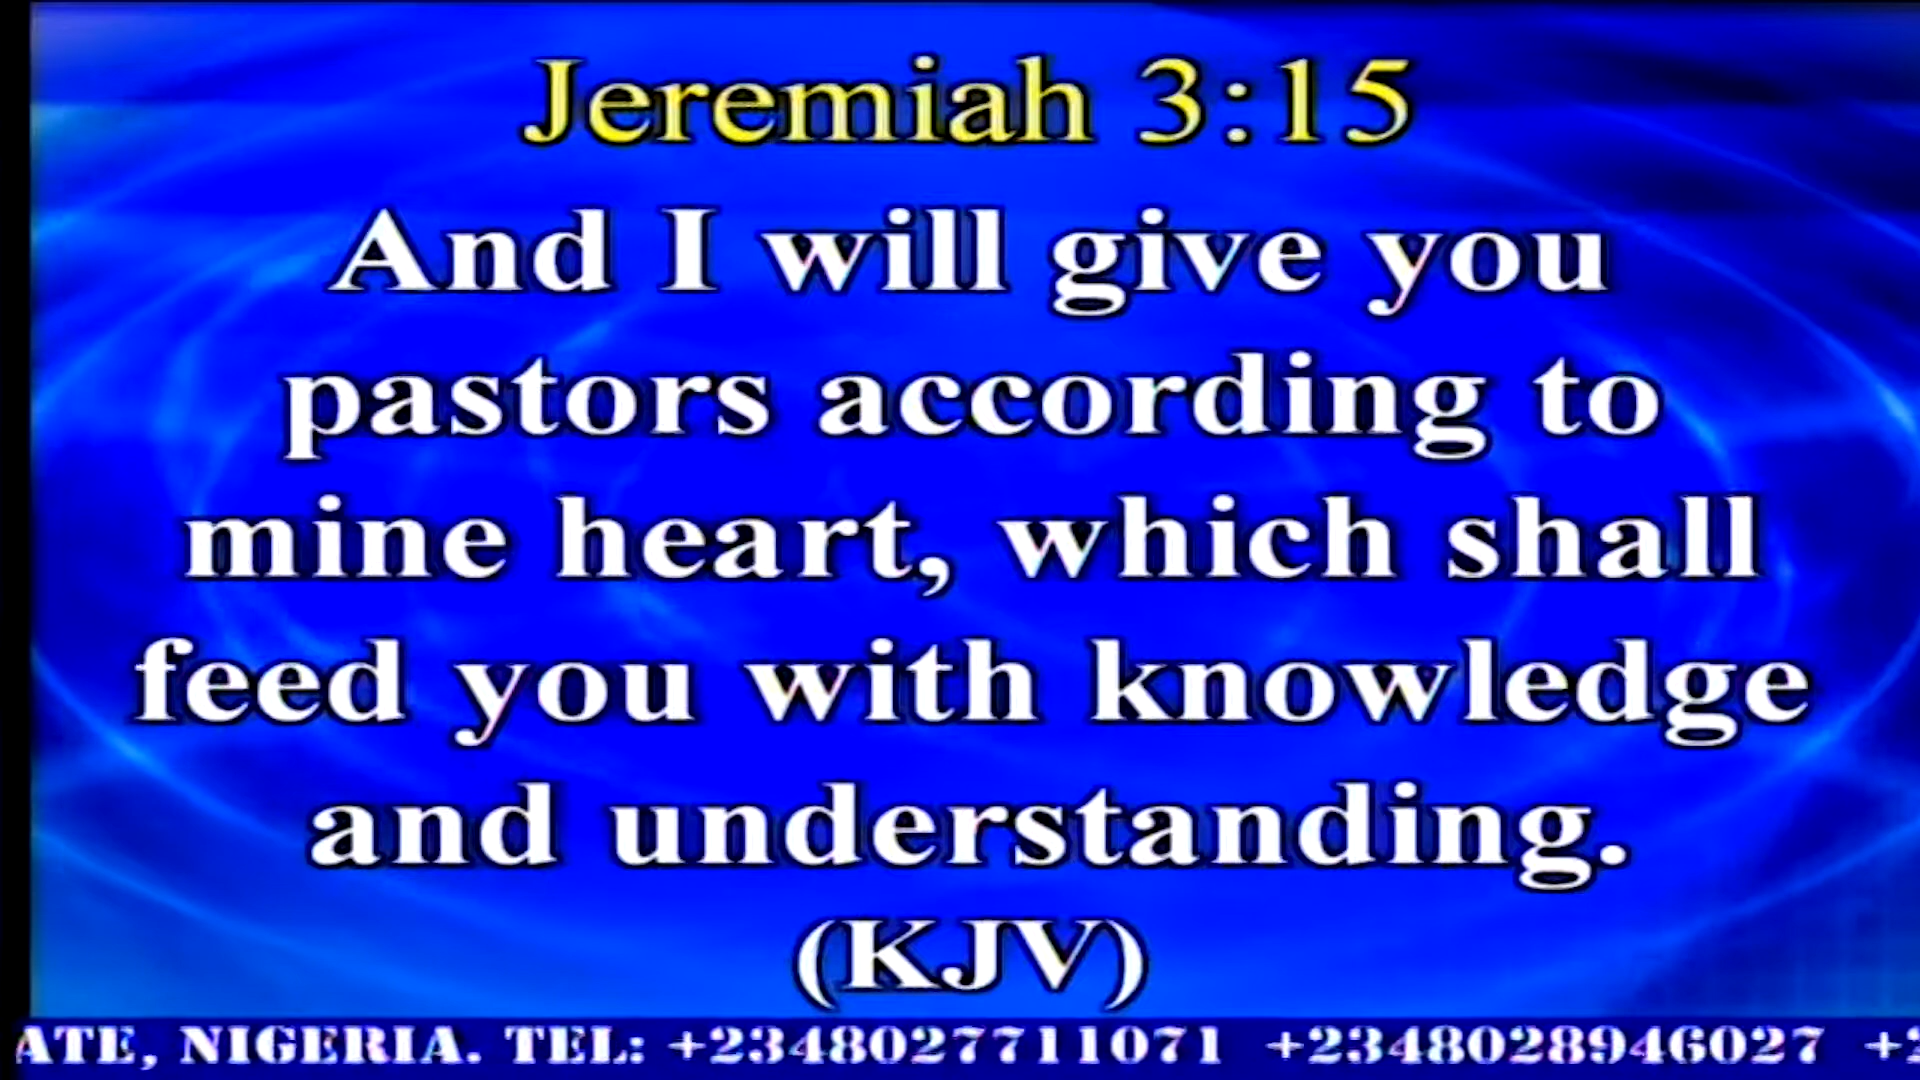 Jeremiah 3:15
And I will give you
pastors according to
mine heart, which shall
feed you with knowledge
and understanding.
(KJV)
ATE, NIGERIA. TEL: +2348027711071 +2348028946027 +2